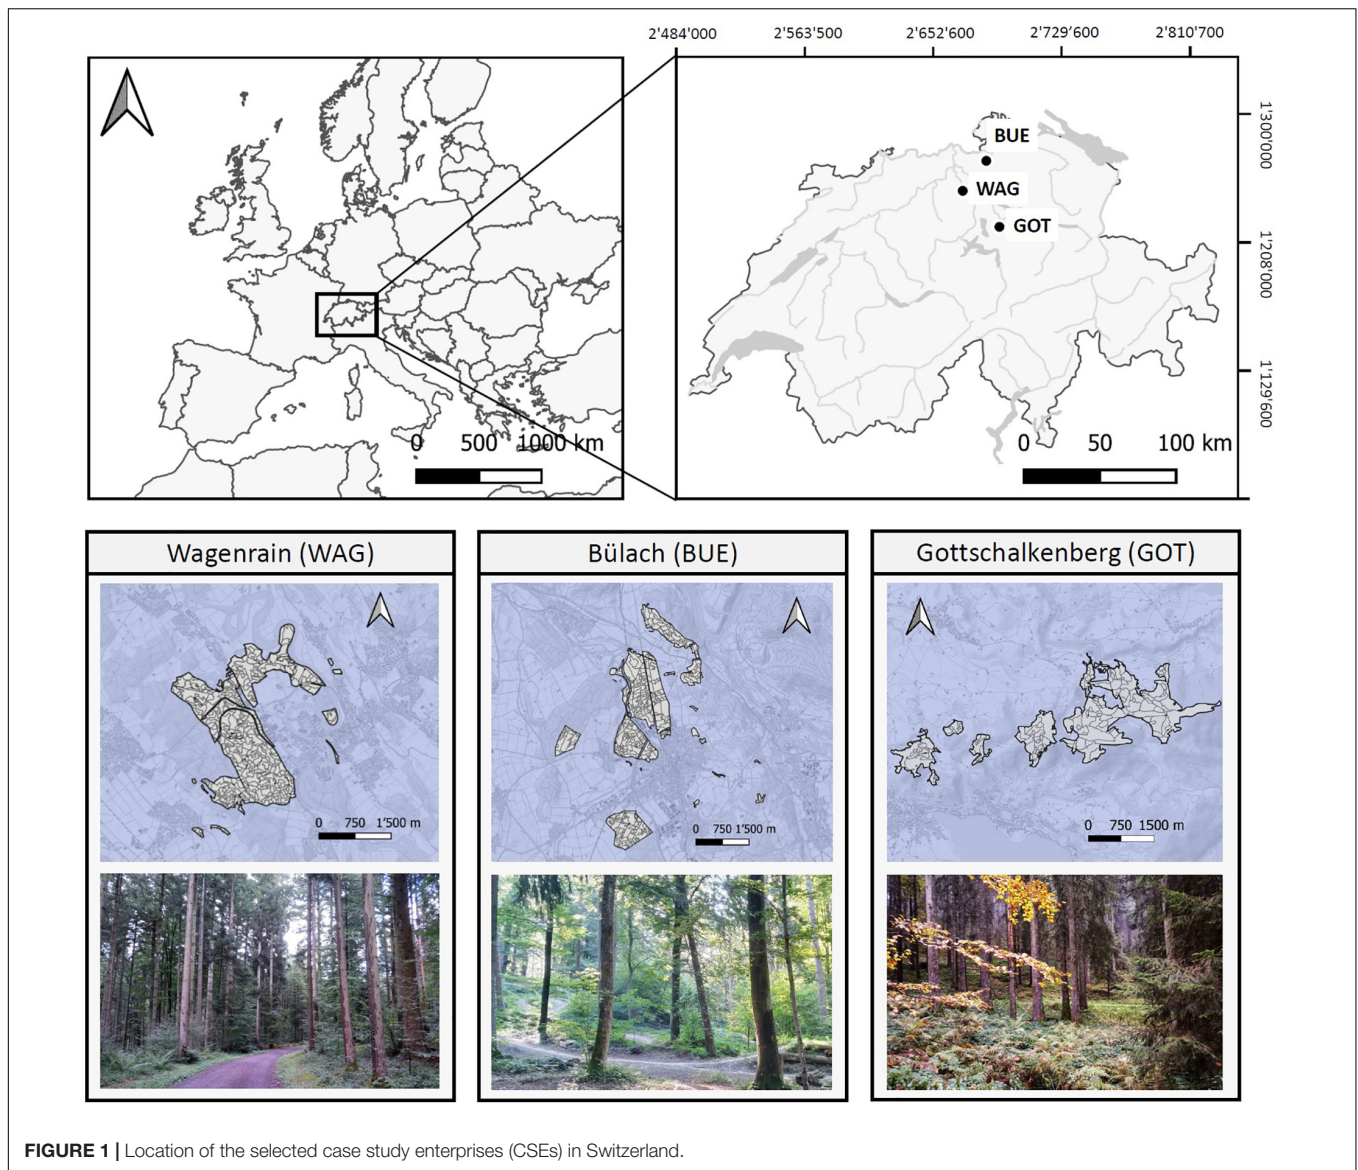 2'484'000 2'563'500 2'652'600 2'729'600 2'810'700
1'300'000
1'208'000
1'129'600
BUE
WAG
GOT
0 500 1000 km
0 50 100 km
Wagenrain (WAG)
0 750 1'500 m
Bülach (BUE)
0 750 1'500 m
Gottschalkenberg (GOT)
0 750 1500 m
FIGURE 1 | Location of the selected case study enterprises (CSEs) in Switzerland.